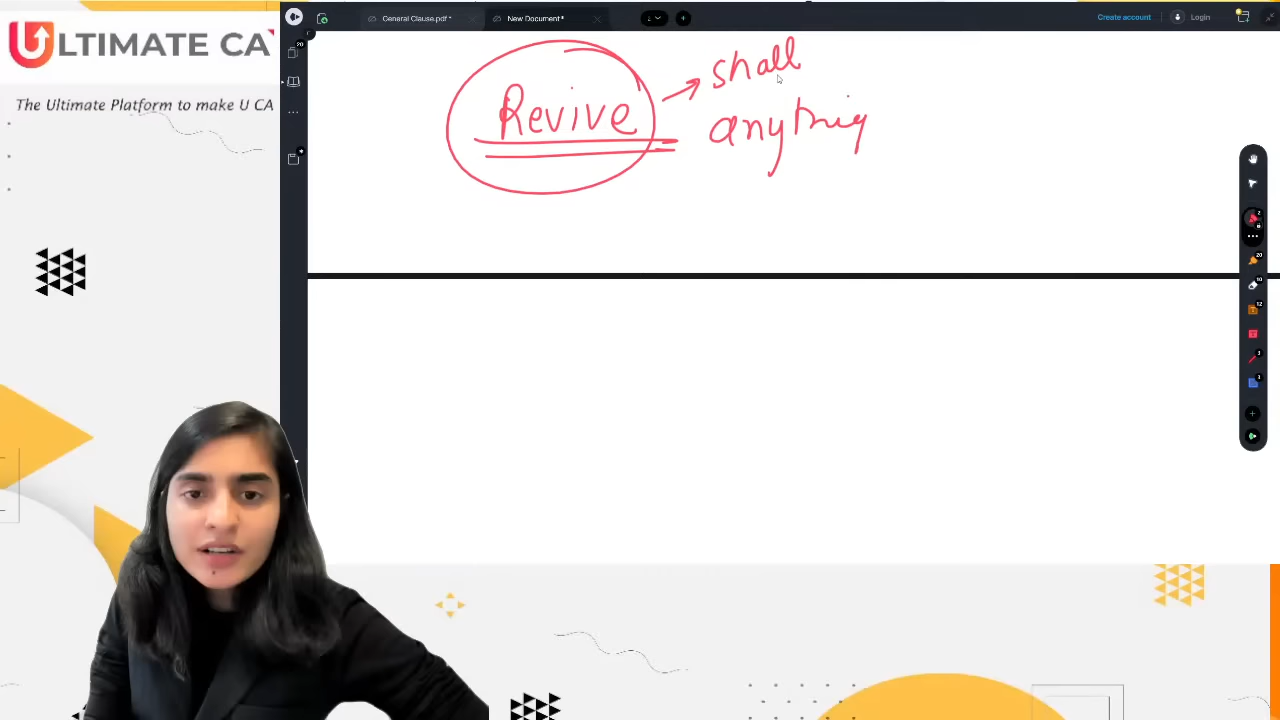 ULTIMATE CA
The Ultimate Platform to make U CA
General Clause.pdf *
New Document*
Create account
Login
Revive
shall
anything